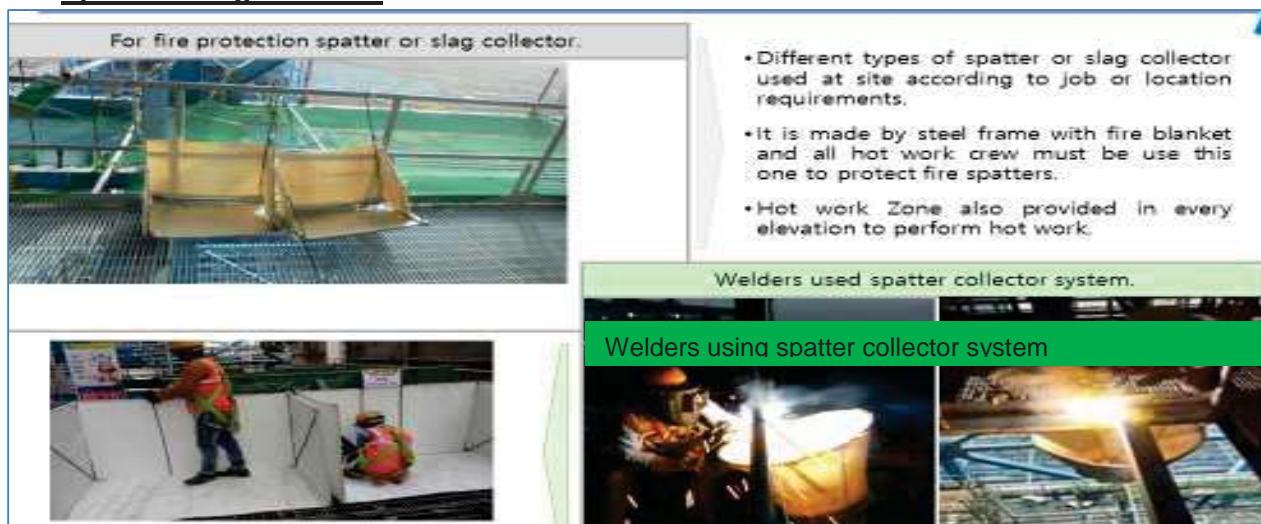 For fire protection spatter or slag collector.
•Different types of spatter or slag collector
used at site according to job or location
requirements.
•It is made by steel frame with fire blanket
and all hot work crew must be use this
one to protect fire spatters.
•Hot work Zone also provided in every
elevation to perform hot work.
Welders used spatter collector system.
Welders using spatter collector system